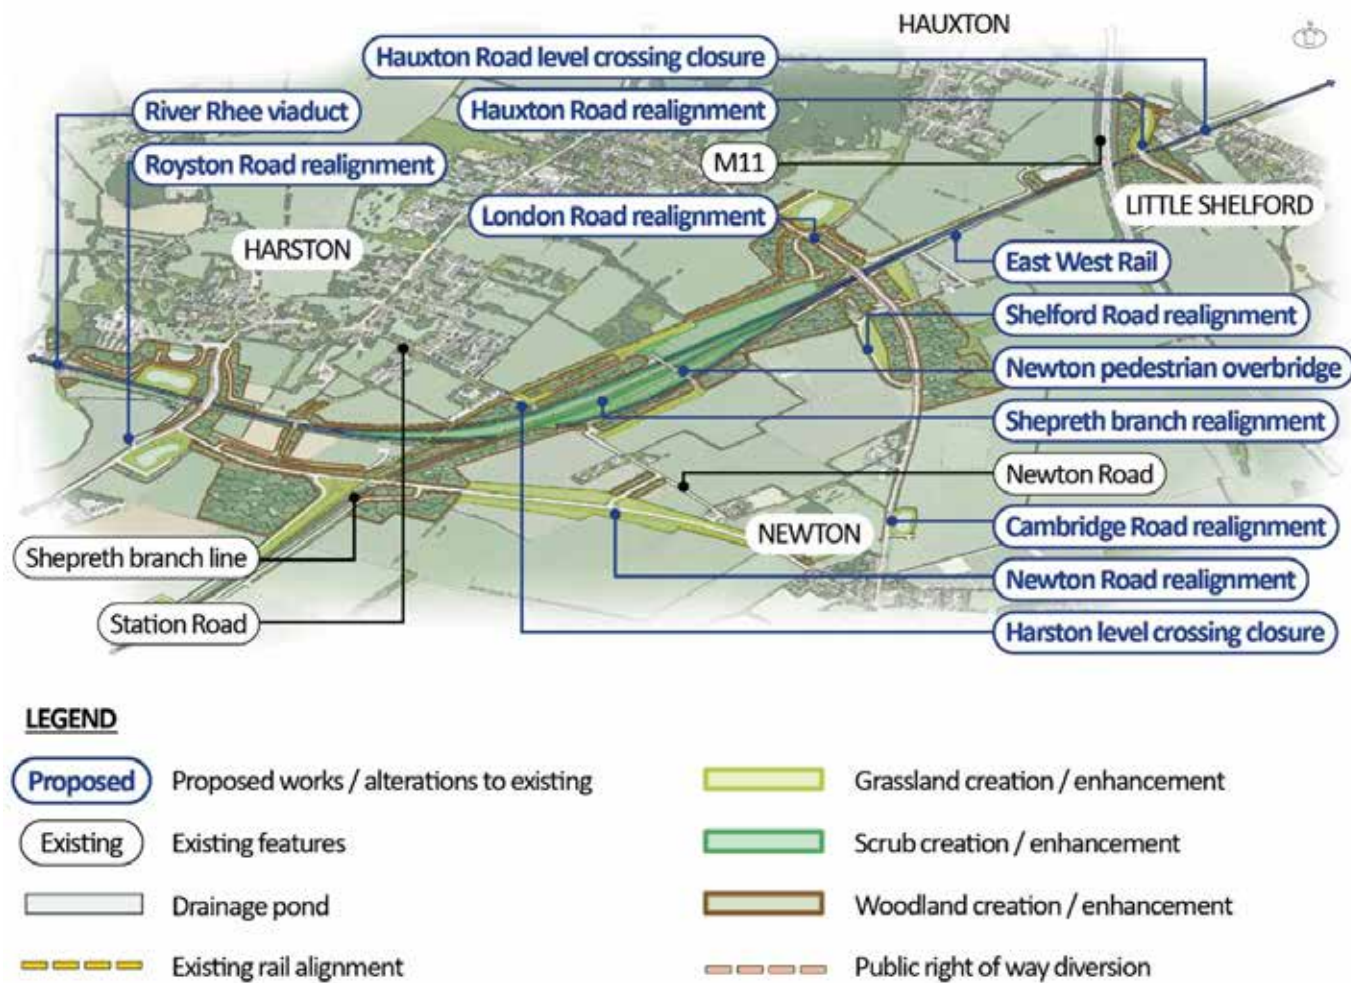 HAUXTON
Hauxton Road level crossing closure
River Rhee viaduct
Hauxton Road realignment
Royston Road realignment
M11
London Road realignment
LITTLE SHELFORD
HARSTON
East West Rail
Shelford Road realignment
Newton pedestrian overbridge
Shepreth branch realignment
Newton Road
Cambridge Road realignment
NEWTON
Shepreth branch line
Newton Road realignment
Station Road
Harston level crossing closure
LEGEND
Proposed Proposed works / alterations to existing
Existing Existing features
Drainage pond
Existing rail alignment
Grassland creation / enhancement
Scrub creation / enhancement
Woodland creation / enhancement
Public right of way diversion